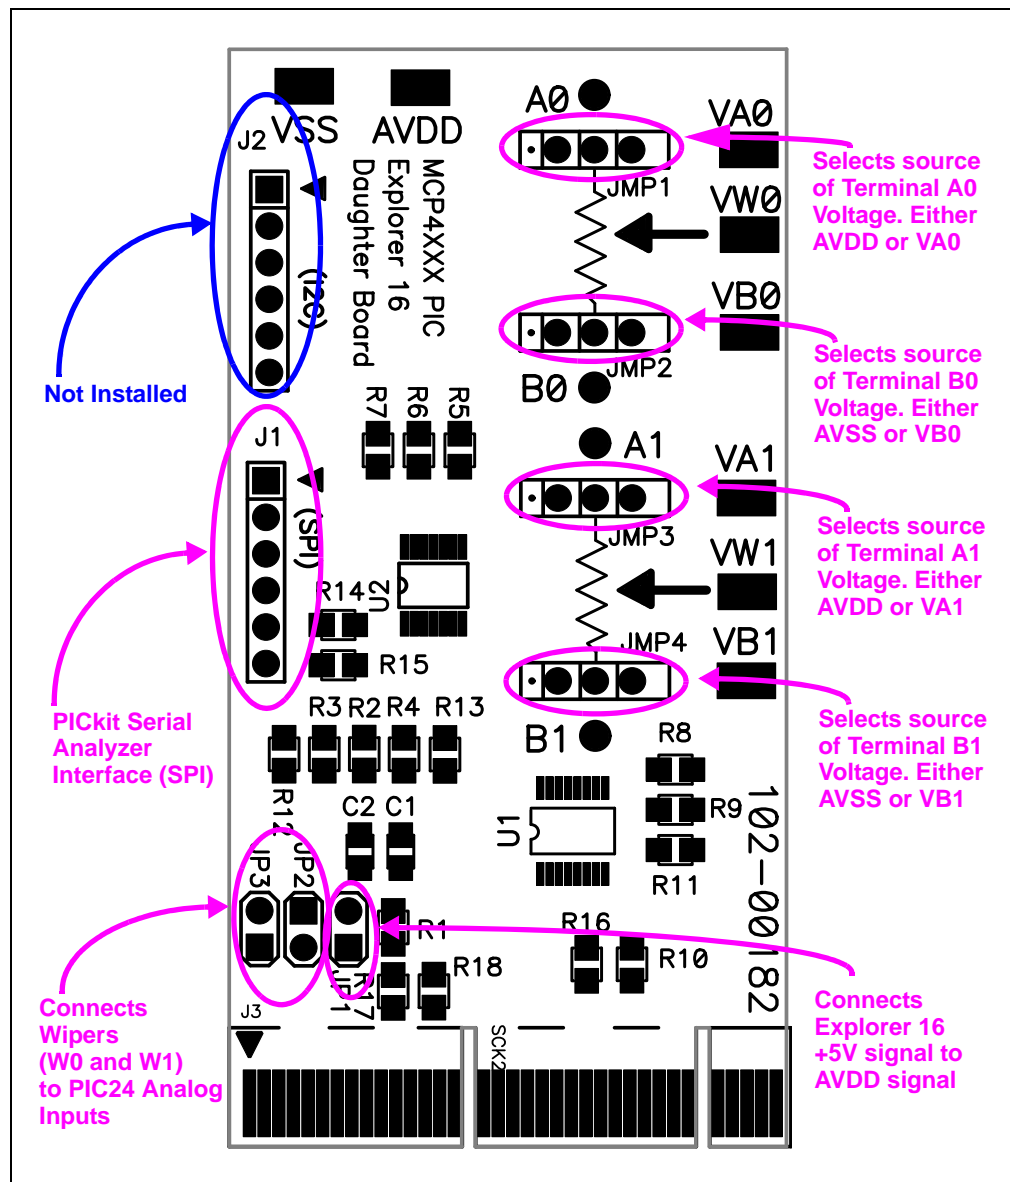 VSS
AVDD
J2
(I2C)
MCP4XXX PIC
Explorer 16
Daughter Board
A0
JMP1
VA0
VW0
VB0
JMP2
B0
Selects source
of Terminal A0
Voltage. Either
AVDD or VA0
Selects source
of Terminal B0
Voltage. Either
AVSS or VB0
Not Installed
J1
(SPI)
R7
R6
R5
A1
JMP3
VA1
VW1
VB1
JMP4
B1
Selects source
of Terminal A1
Voltage. Either
AVDD or VA1
Selects source
of Terminal B1
Voltage. Either
AVSS or VB1
U2
R14
R15
PICkit Serial
Analyzer
Interface (SPI)
R3
R2
R4
R13
R12
C2
C1
U1
R8
R9
R11
102-00182
JP3
JP2
JP1
R1
R17
R18
R16
R10
J3
SCK2
Connects
Wipers
(W0 and W1)
to PIC24 Analog
Inputs
Connects
Explorer 16
+5V signal to
AVDD signal